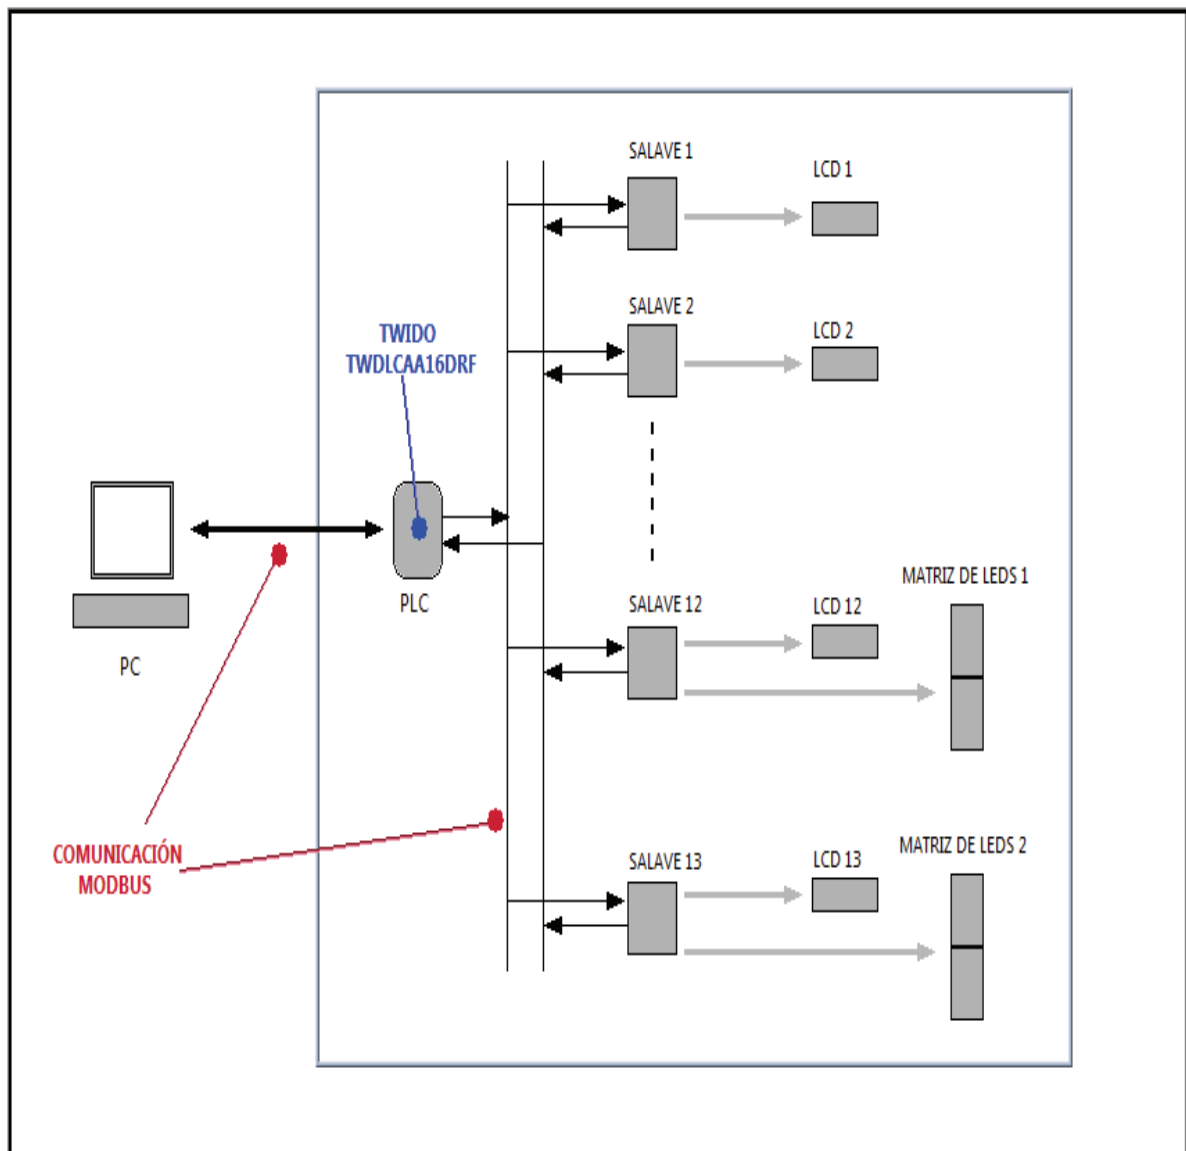 SALAVE 1
LCD 1
SALAVE 2
LCD 2
TWIDO
TWDLCAA16DRF
PLC
PC
SALAVE 12
LCD 12
MATRIZ DE LEDS 1
COMUNICACIÓN
MODBUS
SALAVE 13
LCD 13
MATRIZ DE LEDS 2